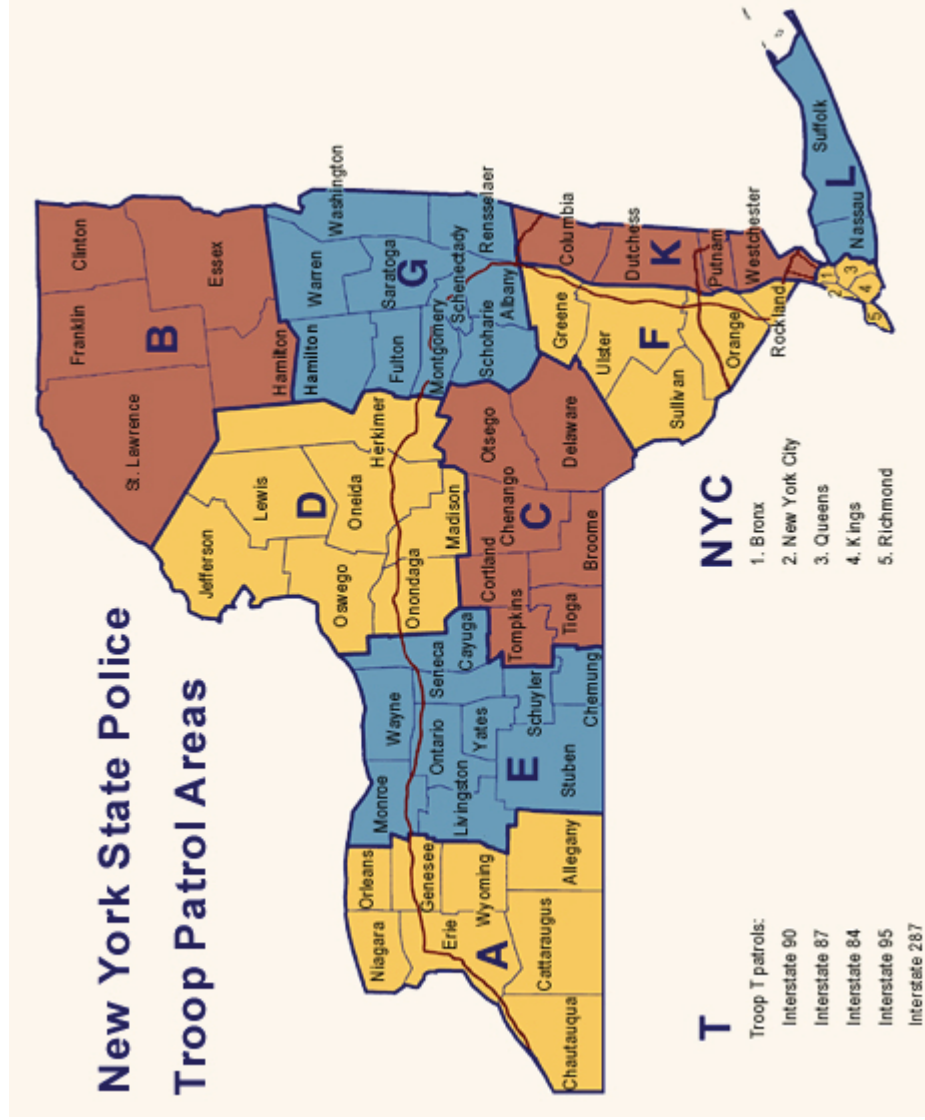 New York State Police
Troop Patrol Areas
Clinton
Franklin
St. Lawrence
B
Essex
Hamilton
Hamilton
Warren
Washington
Jefferson
Lewis
D
Oswego
Oneida
Herkimer
Onondaga
Madison
Fulton
Saratoga
G
Montgomery
Schenectady
Rensselaer
Schoharie
Albany
Niagara
Orleans
Genesee
Erie
Wyoming
A
Chautauqua
Cattaraugus
Allegany
Monroe
Wayne
Livingston
Ontario
Seneca
Cayuga
Yates
E
Schuyler
Stuben
Chemung
Cortland
Chenango
Otsego
Tompkins
C
Tioga
Broome
Delaware
Greene
Columbia
Ulster
Dutchess
Sullivan
F
K
Orange
Putnam
Westchester
Rockland
1
2
3
4
5
Nassau
L
Suffolk
T
Troop T patrols:
Interstate 90
Interstate 87
Interstate 84
Interstate 95
Interstate 287
NYC
1. Bronx
2. New York City
3. Queens
4. Kings
5. Richmond